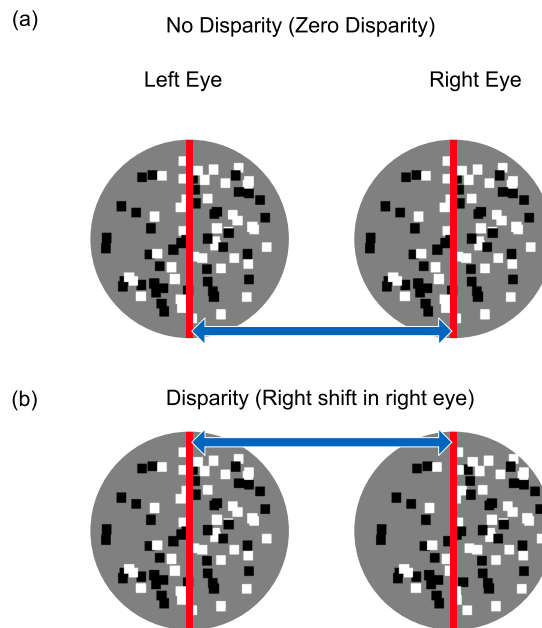 (a)
No Disparity (Zero Disparity)
Left Eye
Right Eye
(b)
Disparity (Right shift in right eye)